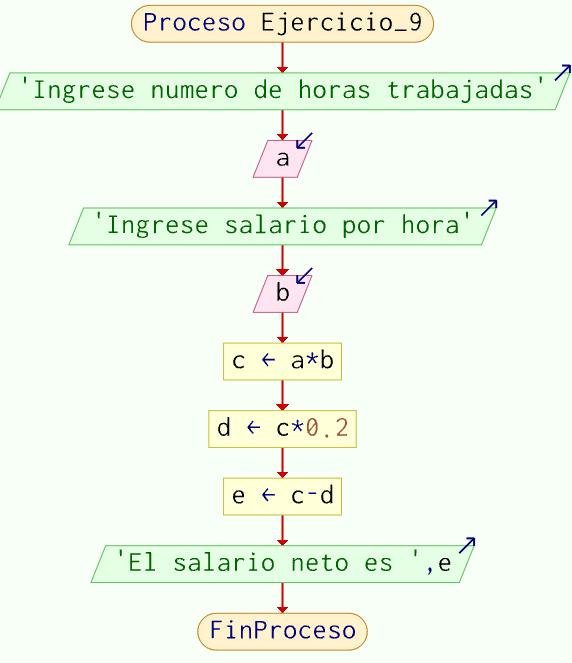 Proceso Ejercicio_9
'Ingrese numero de horas trabajadas'
a
'Ingrese salario por hora'
b
c ← a*b
d ← c*0.2
e ← c-d
'El salario neto es ',e
FinProceso